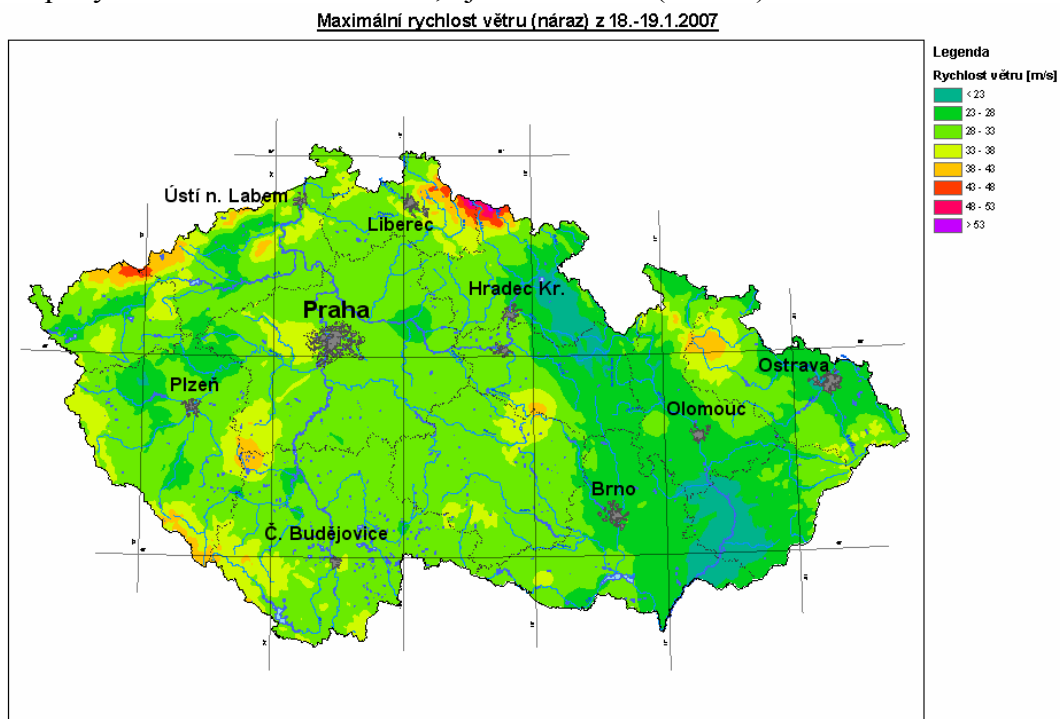 Maximální rychlost větru (náraz) z 18.-19.1.2007
Legenda
Rychlost větru [m/s]
< 23
23 - 28
28 - 33
33 - 38
38 - 43
43 - 48
48 - 53
> 53
Ústí n. Labem
Liberec
Hradec Kr.
Praha
Ostrava
Plzeň
Olomouc
Brno
Č. Budějovice